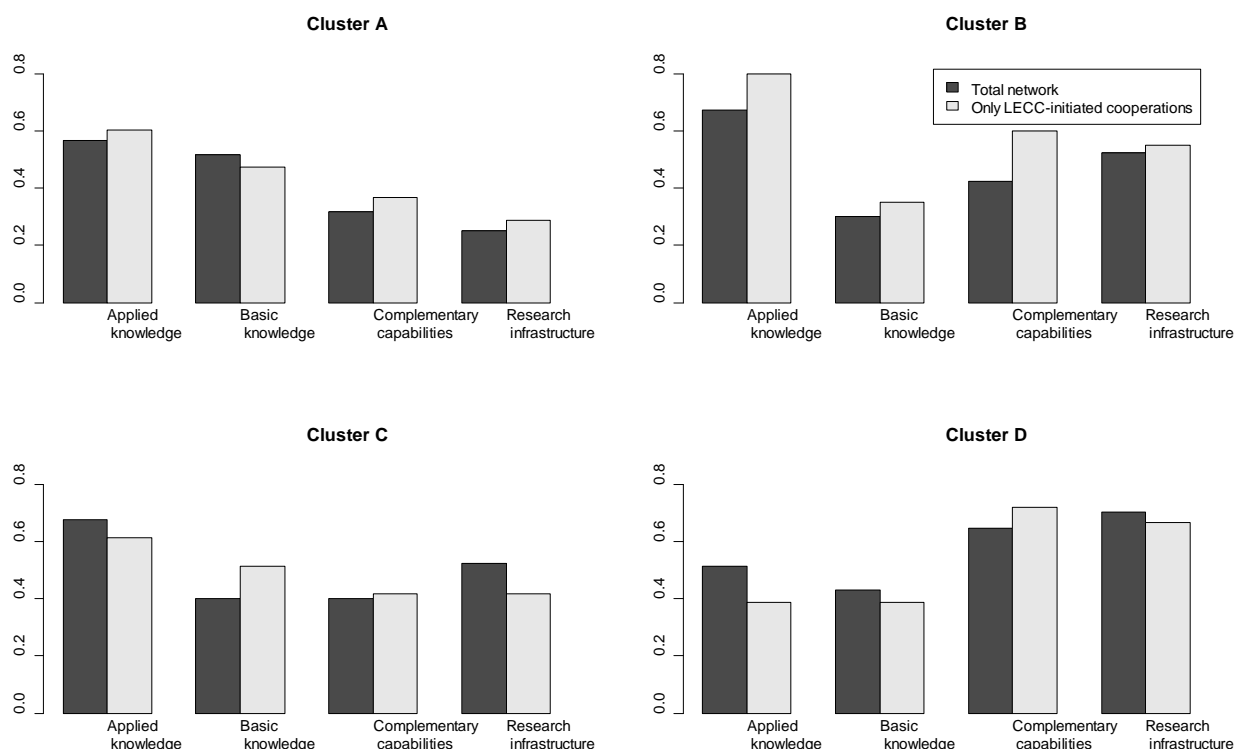 Cluster A
0.8
0.6
0.4
0.2
0.0
Applied
knowledge
Basic
knowledge
Complementary
capabilities
Research
infrastructure
Cluster B
0.8
0.6
0.4
0.2
0.0
Total network
Only LECC-initiated cooperations
Applied
knowledge
Basic
knowledge
Complementary
capabilities
Research
infrastructure
Cluster C
0.8
0.6
0.4
0.2
0.0
Applied
knowledge
Basic
knowledge
Complementary
capabilities
Research
infrastructure
Cluster D
0.8
0.6
0.4
0.2
0.0
Applied
knowledge
Basic
knowledge
Complementary
capabilities
Research
infrastructure